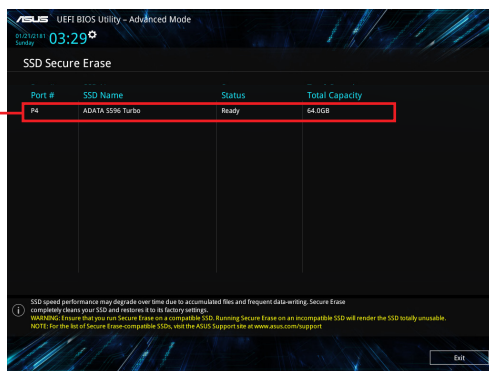 ASUS UEFI BIOS Utility – Advanced Mode
01/21/2181
Sunday
03:29
SSD Secure Erase
Port # SSD Name Status Total Capacity
P4 ADATA S596 Turbo Ready 64.0GB
SSD speed performance may degrade over time due to accumulated files and frequent data-writing. Secure Erase
completely cleans your SSD and restores it to its factory settings.
WARNING: Ensure that you run Secure Erase on a compatible SSD. Running Secure Erase on an incompatible SSD will render the SSD totally unusable.
NOTE: For the list of Secure Erase-compatible SSDs, visit the ASUS Support site at www.asus.com/support
Exit